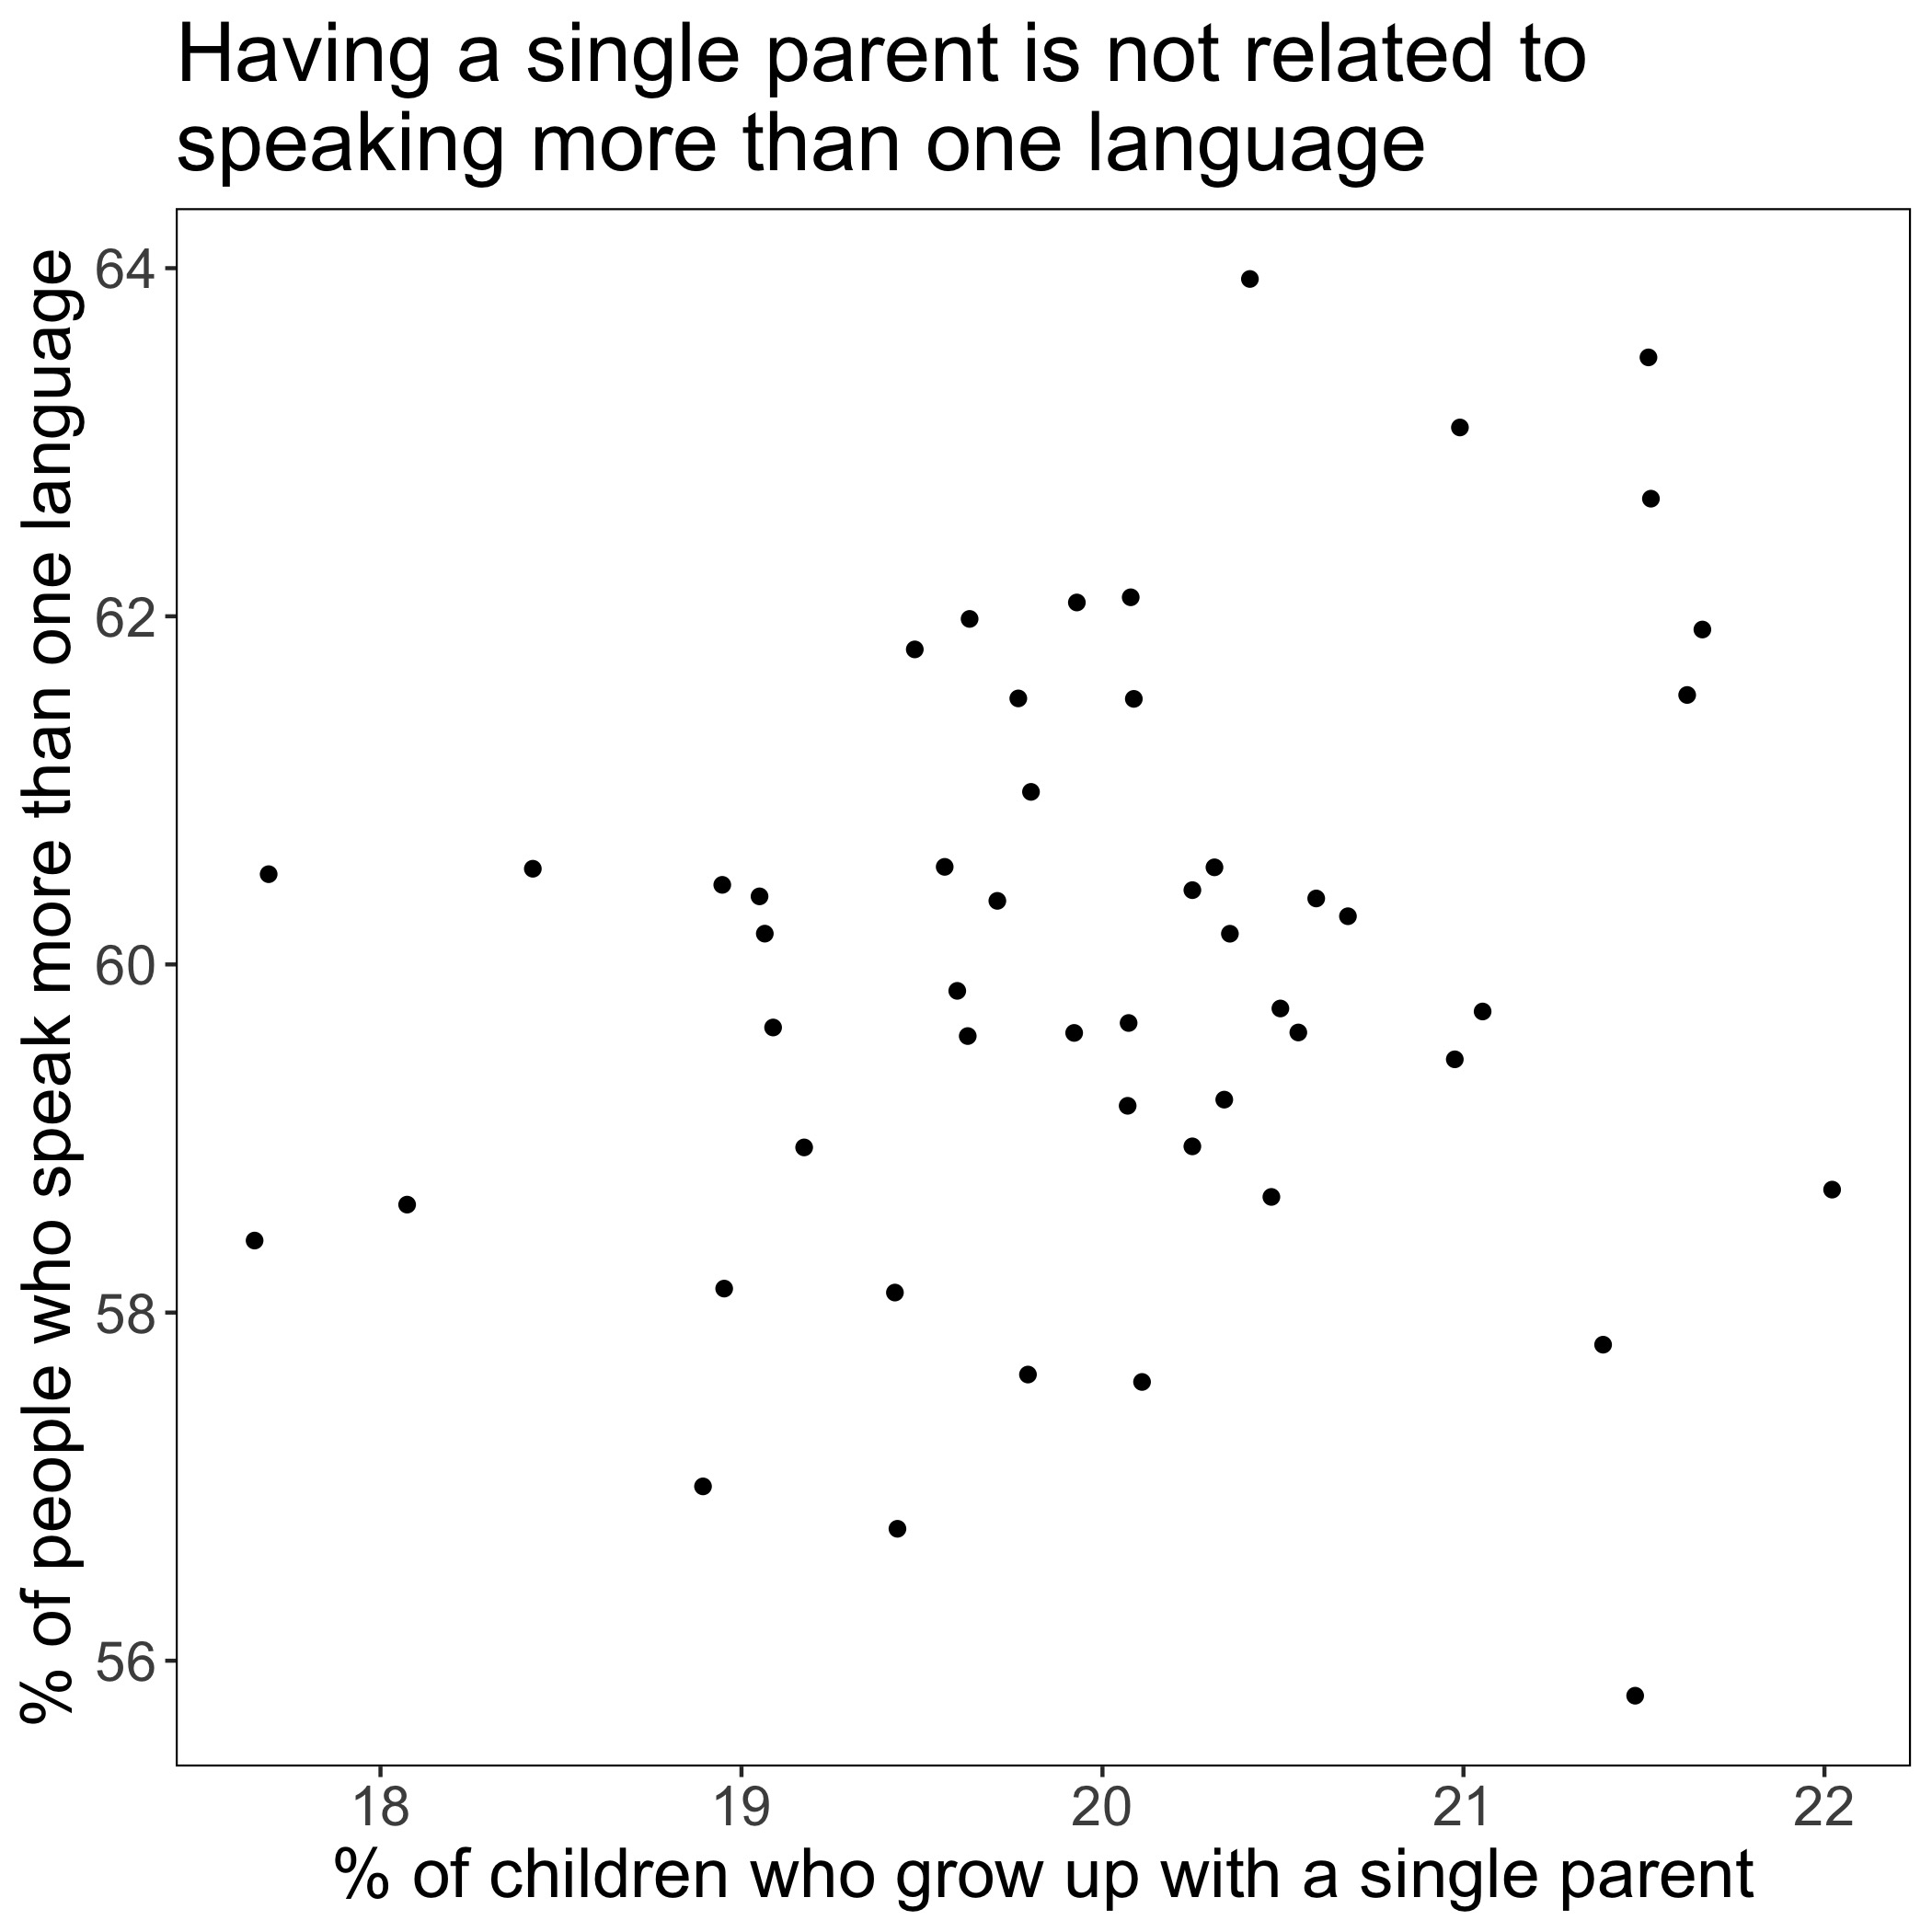 Having a single parent is not related to
speaking more than one language
% of people who speak more than one language
64
62
60
58
56
18 19 20 21 22
% of children who grow up with a single parent